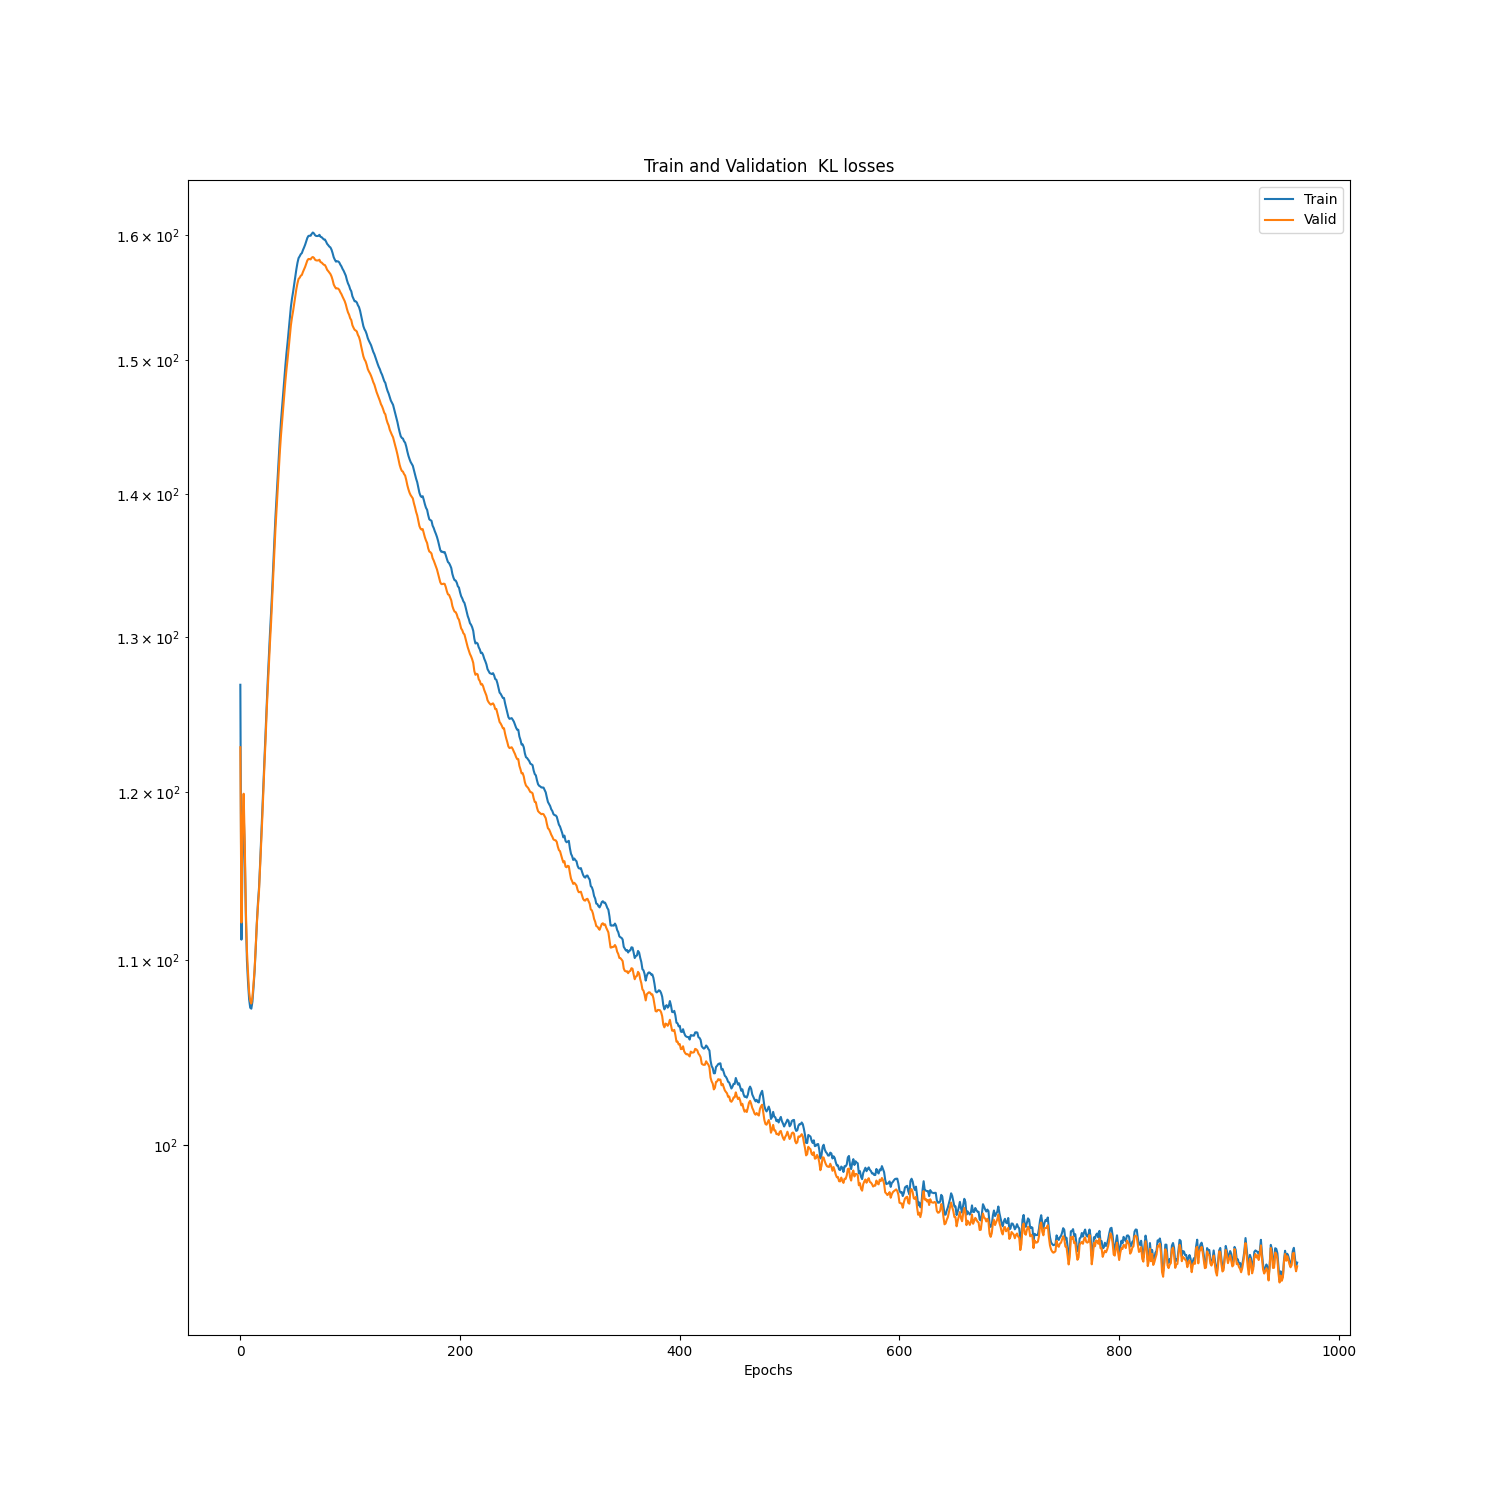 Train and Validation  KL losses
Train
Valid
1.6 × 10²
1.5 × 10²
1.4 × 10²
1.3 × 10²
1.2 × 10²
1.1 × 10²
10²
0 200 400 600 800 1000
Epochs